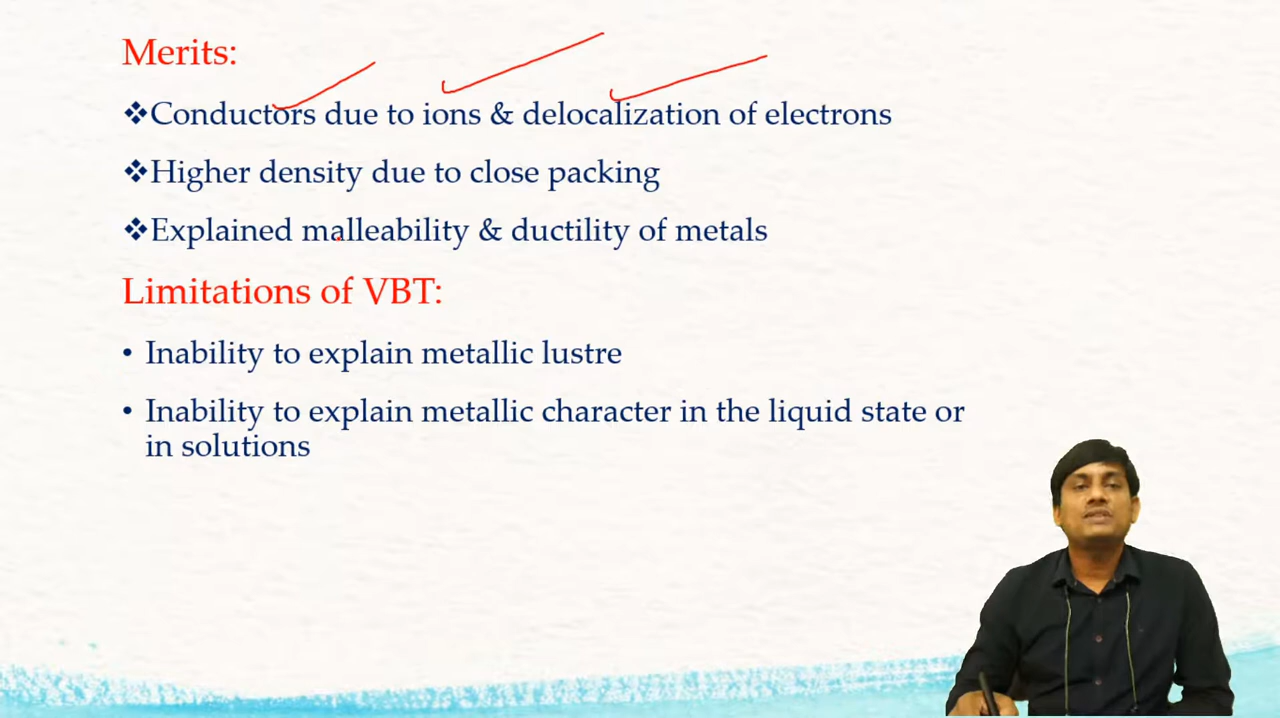 Merits:
❖Conductors due to ions & delocalization of electrons
❖Higher density due to close packing
❖Explained malleability & ductility of metals
Limitations of VBT:
• Inability to explain metallic lustre
• Inability to explain metallic character in the liquid state or
in solutions